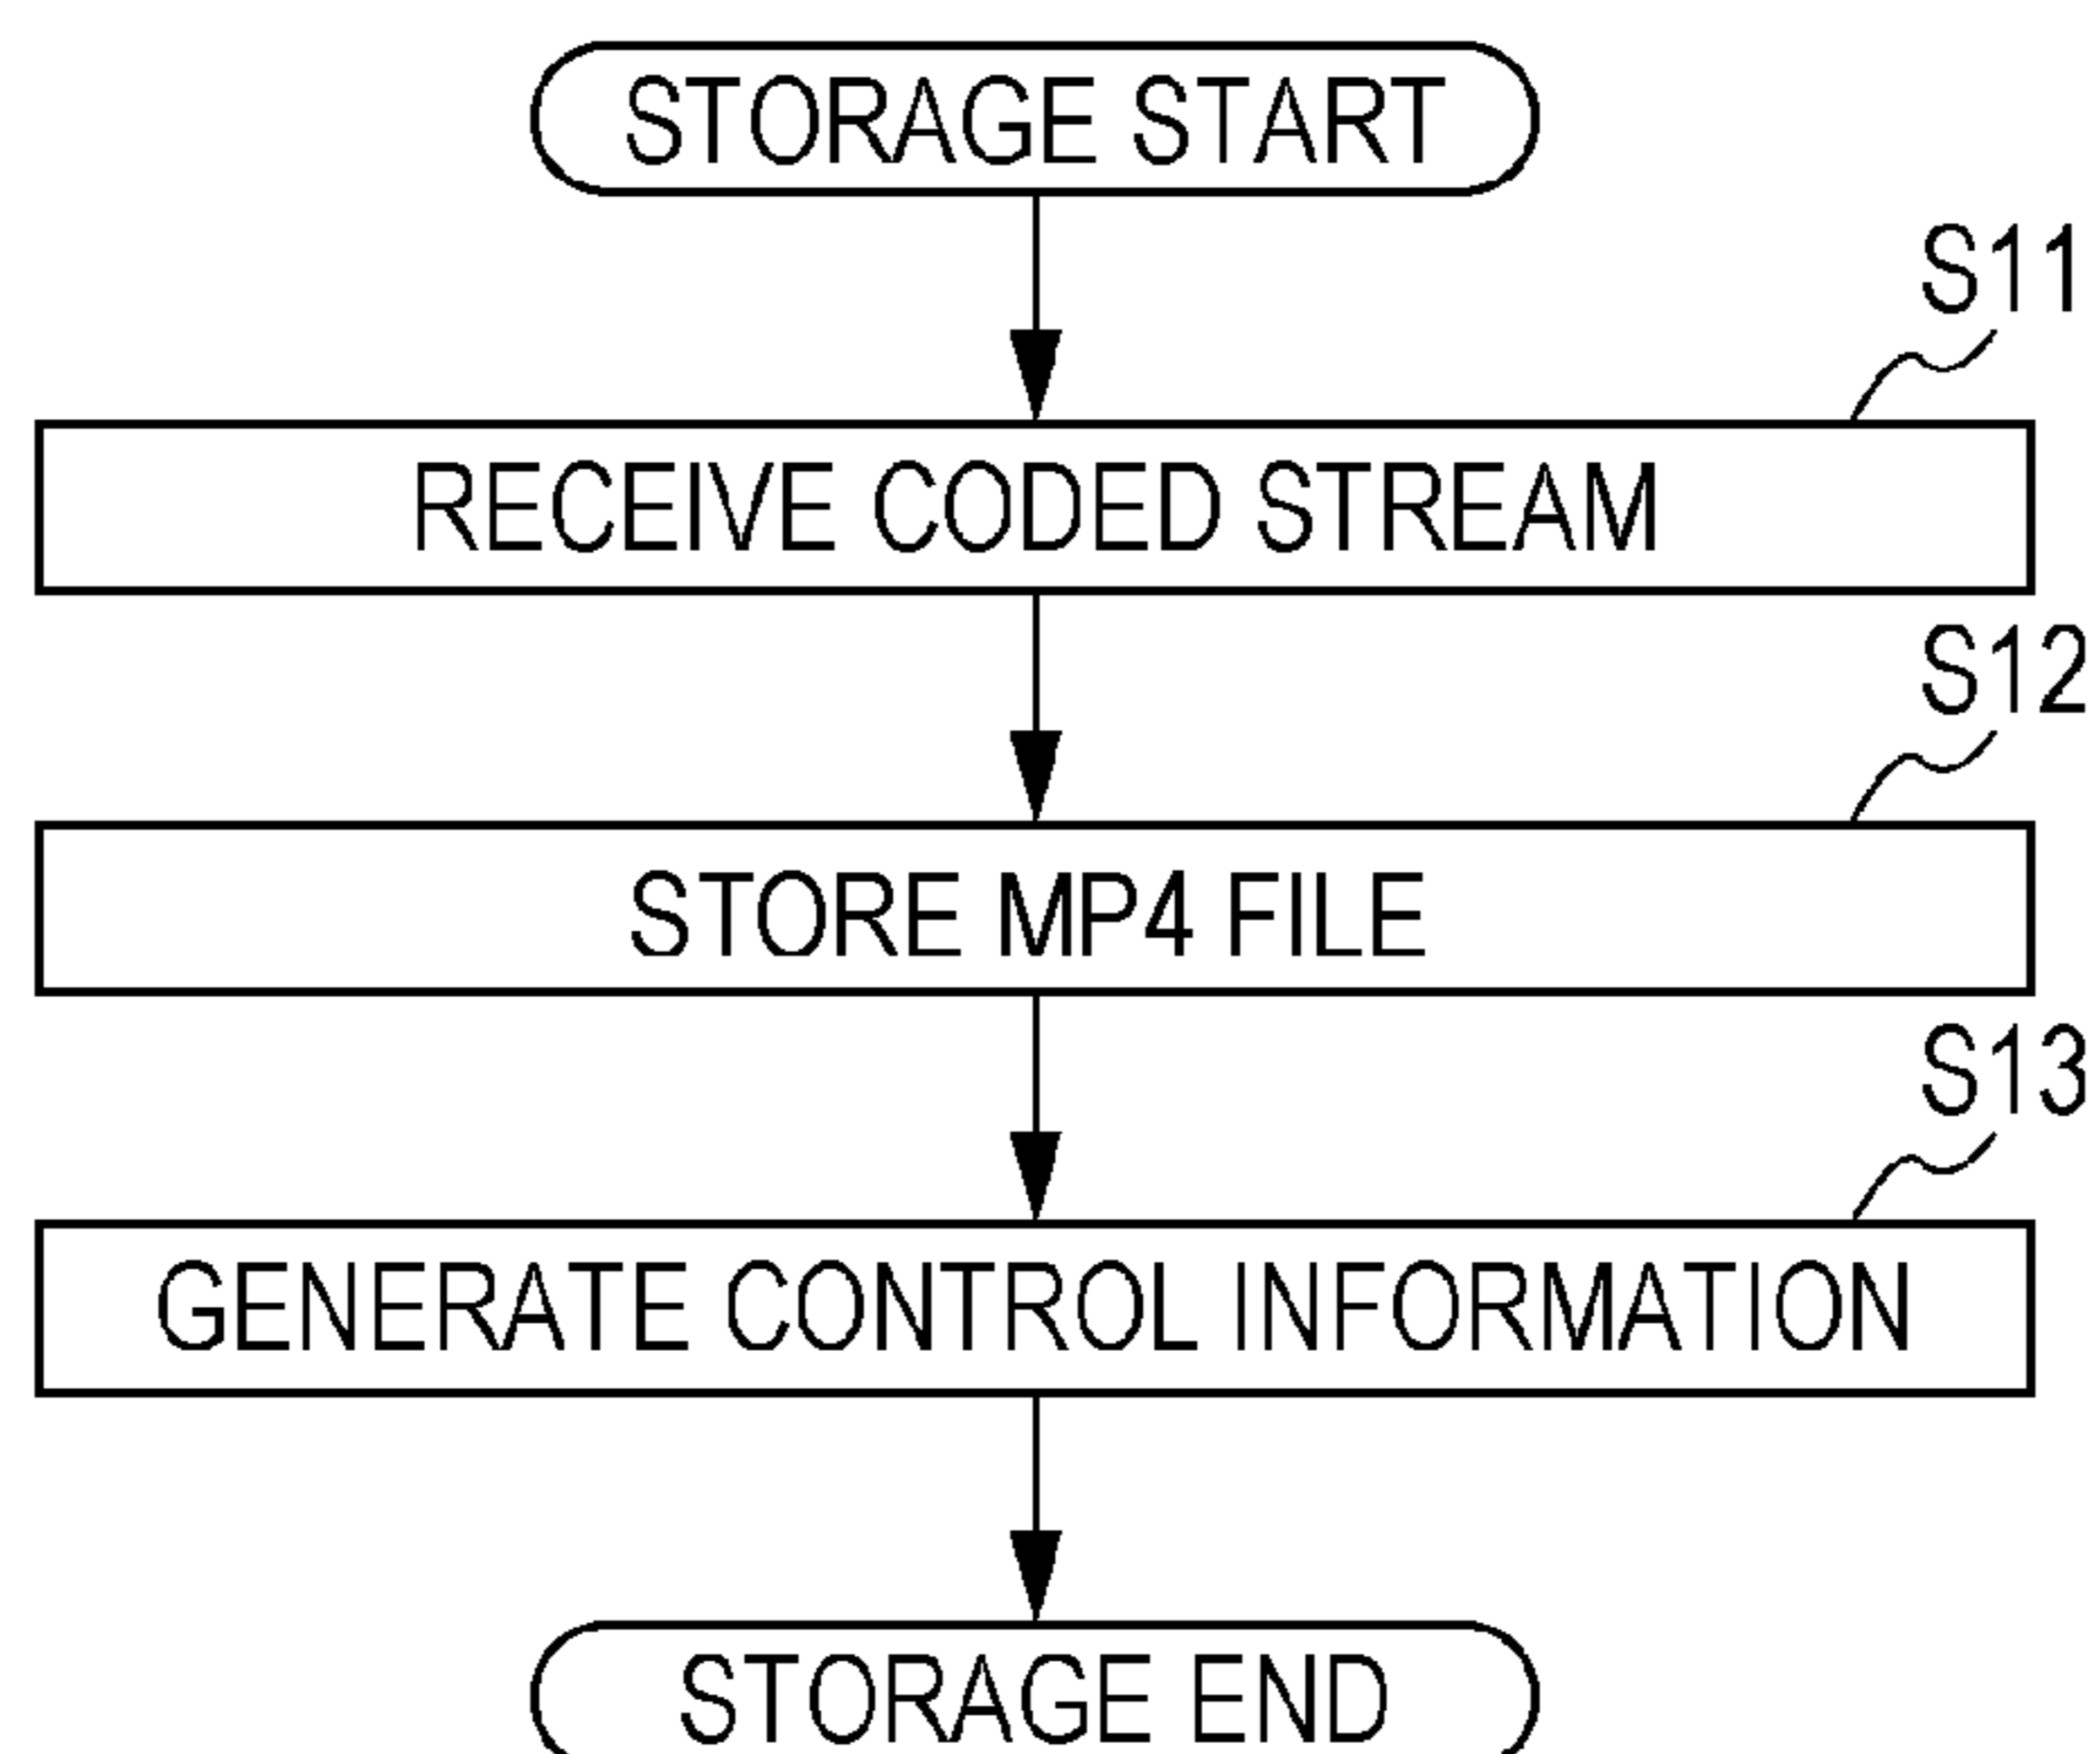 STORAGE START
S11
RECEIVE CODED STREAM
S12
STORE MP4 FILE
S13
GENERATE CONTROL INFORMATION
STORAGE END